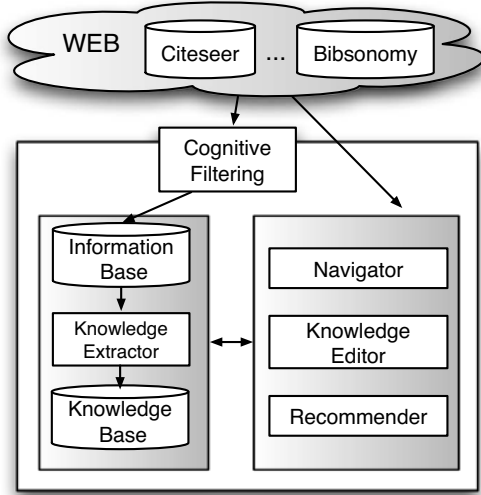 WEB
Citeseer
...
Bibsonomy
Cognitive
Filtering
Information
Base
Knowledge
Extractor
Knowledge
Base
Navigator
Knowledge
Editor
Recommender